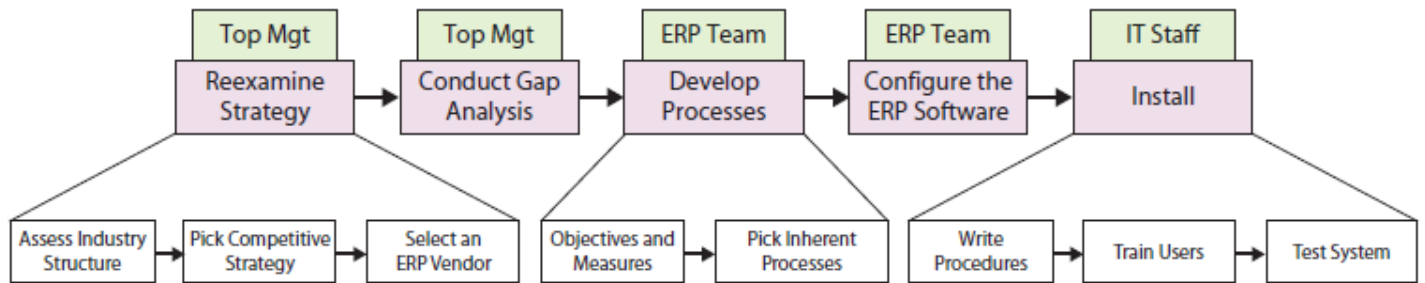 Top Mgt
Reexamine
Strategy
Top Mgt
Conduct Gap
Analysis
ERP Team
Develop
Processes
ERP Team
Configure the
ERP Software
IT Staff
Install
Assess Industry
Structure
Pick Competitive
Strategy
Select an
ERP Vendor
Objectives and
Measures
Pick Inherent
Processes
Write
Procedures
Train Users
Test System